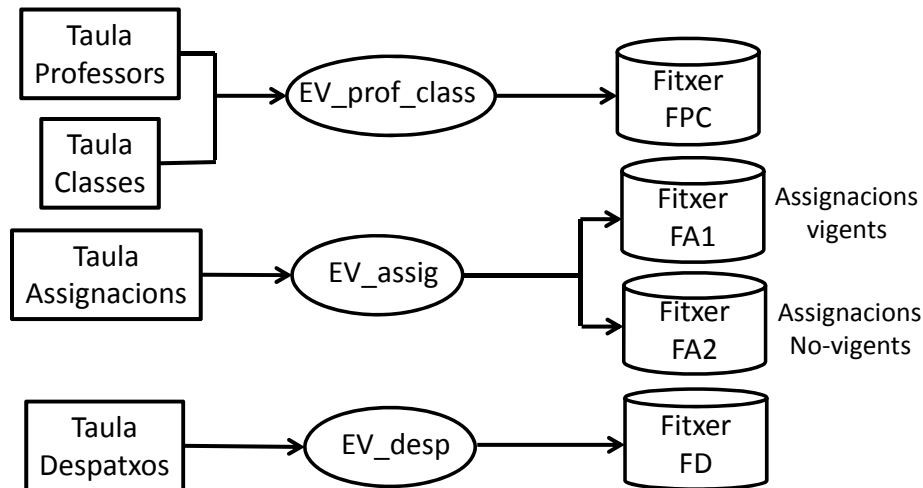 Taula
Professors
EV_prof_class
Fitxer
FPC
Taula
Classes
Fitxer
FA1
Assignacions
vigents
Taula
Assignacions
EV_assig
Fitxer
FA2
Assignacions
No-vigents
Taula
Despatxos
EV_desp
Fitxer
FD